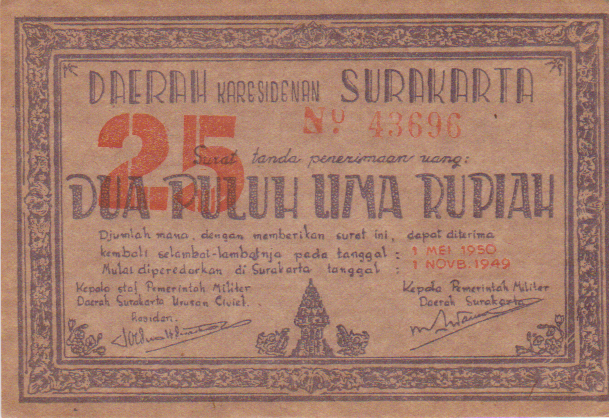 DAERAH KARESIDENAN SURAKARTA
25
No 43696
Surat tanda penerimaan uang:
DUA PULUH LIMA RUPIAH
Djumlah mana, dengan memberikan suret ini, dapat diterima
kembali selambat-lambatnja pada tanggal : 1 MEI 1950
Mulai diperedarkan di Surakarta tanggal : 1 NOVB. 1949
Kepala staf Pemerintah Militer
Daerah Surakarta Urusan Civiel.
Residen.
Kepala Pemerintah Militer
Daerah Surakarta